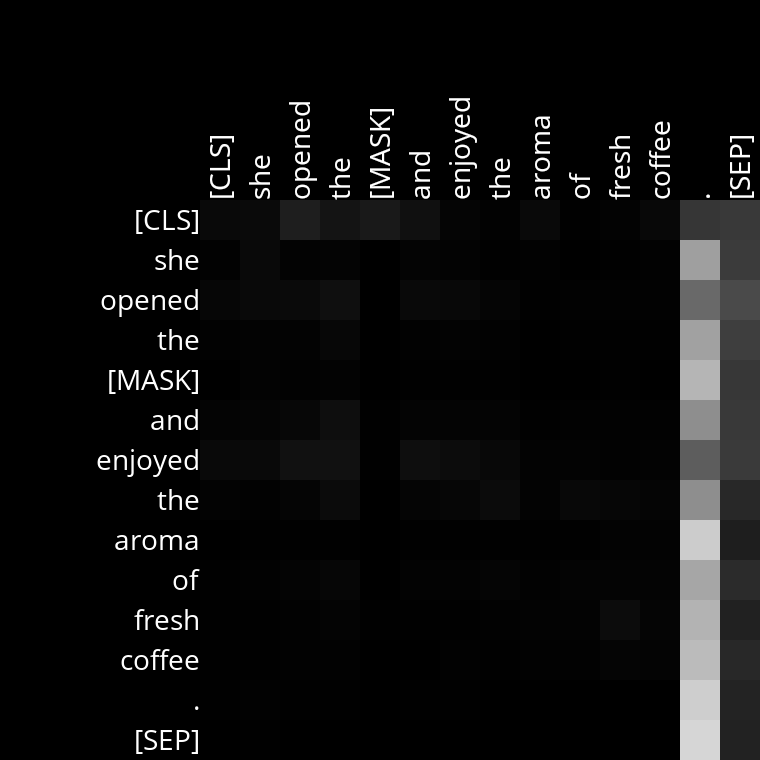 [CLS]
she
opened
the
[MASK]
and
enjoyed
the
aroma
of
fresh
coffee
.
[SEP]
[CLS]
she
opened
the
[MASK]
and
enjoyed
the
aroma
of
fresh
coffee
.
[SEP]